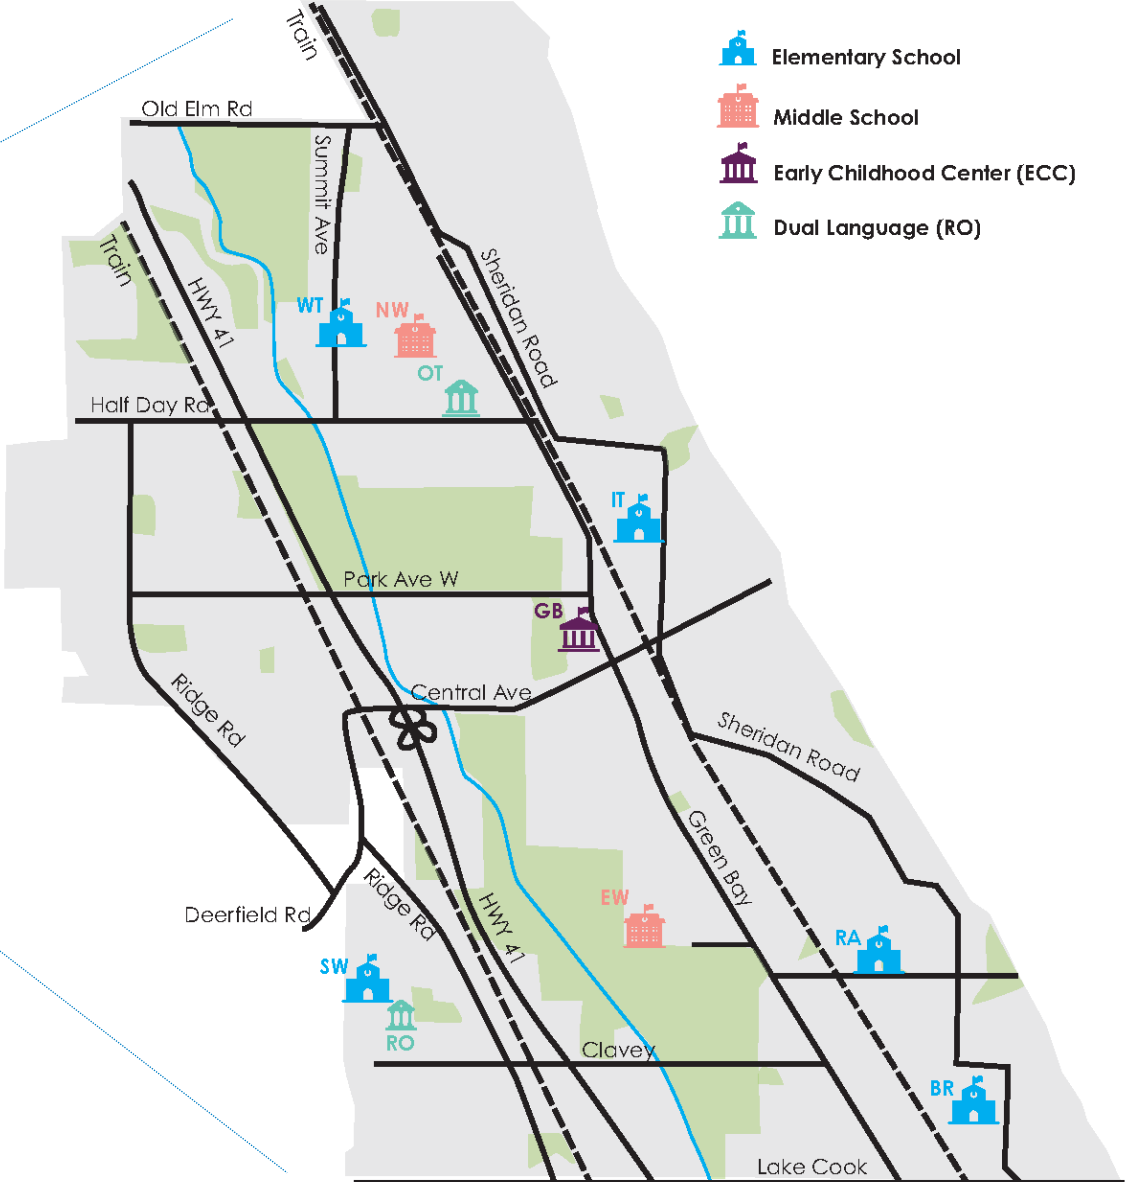 Train
Elementary School
Old Elm Rd
Middle School
Summit Ave
Early Childhood Center (ECC)
Dual Language (RO)
Train
Sheridan Road
HWY 41
WT
NW
OT
Half Day Rd
IT
Park Ave W
GB
Central Ave
Ridge Rd
Sheridan Road
Green Bay
Ridge Rd
HWY 41
EW
Deerfield Rd
RA
SW
RO
Clavey
BR
Lake Cook